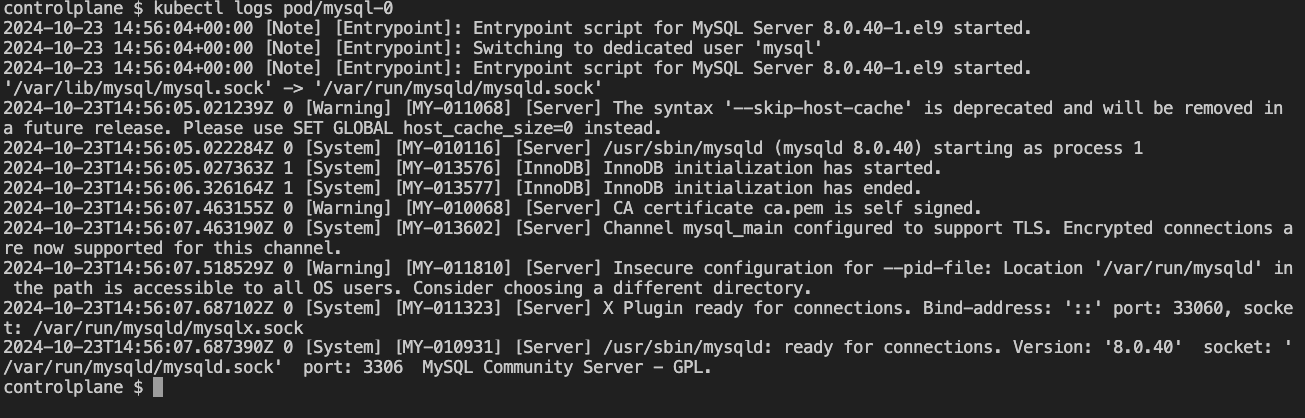 controlplane $ kubectl logs pod/mysql-0
2024-10-23 14:56:04+00:00 [Note] [Entrypoint]: Entrypoint script for MySQL Server 8.0.40-1.el9 started.
2024-10-23 14:56:04+00:00 [Note] [Entrypoint]: Switching to dedicated user 'mysql'
2024-10-23 14:56:04+00:00 [Note] [Entrypoint]: Entrypoint script for MySQL Server 8.0.40-1.el9 started.
'/var/lib/mysql/mysql.sock' -> '/var/run/mysqld/mysqld.sock'
2024-10-23T14:56:05.021239Z 0 [Warning] [MY-011068] [Server] The syntax '--skip-host-cache' is deprecated and will be removed in
a future release. Please use SET GLOBAL host_cache_size=0 instead.
2024-10-23T14:56:05.022284Z 0 [System] [MY-010116] [Server] /usr/sbin/mysqld (mysqld 8.0.40) starting as process 1
2024-10-23T14:56:05.027363Z 1 [System] [MY-013576] [InnoDB] InnoDB initialization has started.
2024-10-23T14:56:06.326164Z 1 [System] [MY-013577] [InnoDB] InnoDB initialization has ended.
2024-10-23T14:56:07.463155Z 0 [Warning] [MY-010068] [Server] CA certificate ca.pem is self signed.
2024-10-23T14:56:07.463190Z 0 [System] [MY-013602] [Server] Channel mysql_main configured to support TLS. Encrypted connections a
re now supported for this channel.
2024-10-23T14:56:07.518529Z 0 [Warning] [MY-011810] [Server] Insecure configuration for --pid-file: Location '/var/run/mysqld' in
the path is accessible to all OS users. Consider choosing a different directory.
2024-10-23T14:56:07.687102Z 0 [System] [MY-011323] [Server] X Plugin ready for connections. Bind-address: '::' port: 33060, socke
t: /var/run/mysqld/mysqlx.sock
2024-10-23T14:56:07.687390Z 0 [System] [MY-010931] [Server] /usr/sbin/mysqld: ready for connections. Version: '8.0.40'  socket: '
/var/run/mysqld/mysqld.sock'  port: 3306  MySQL Community Server - GPL.
controlplane $